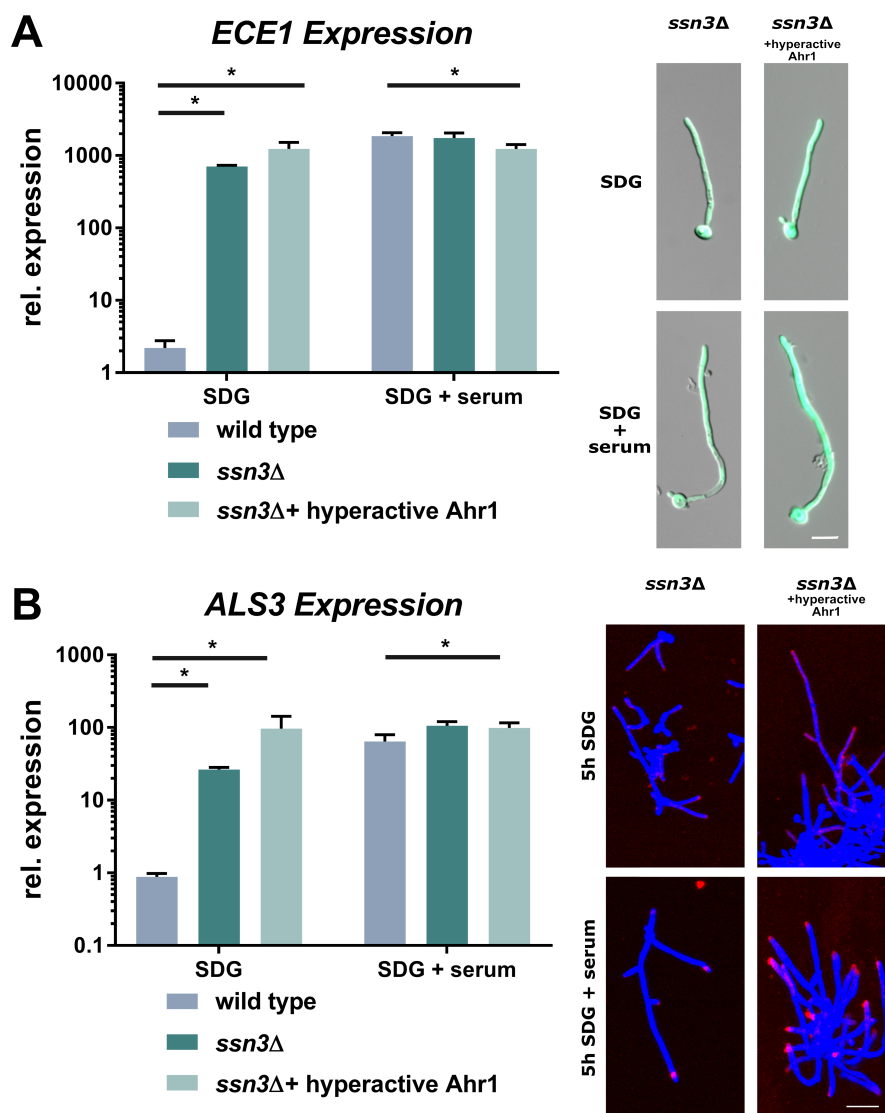 A
ECE1 Expression
rel. expression
10000
1000
100
10
1
*
*
*
SDG
SDG + serum
wild type
ssn3Δ
ssn3Δ+ hyperactive Ahr1
ssn3Δ
ssn3Δ
+hyperactive
Ahr1
SDG
SDG
+
serum
B
ALS3 Expression
rel. expression
1000
100
10
1
0.1
*
*
*
SDG
SDG + serum
wild type
ssn3Δ
ssn3Δ+ hyperactive Ahr1
ssn3Δ
ssn3Δ
+hyperactive
Ahr1
5h SDG
5h SDG + serum